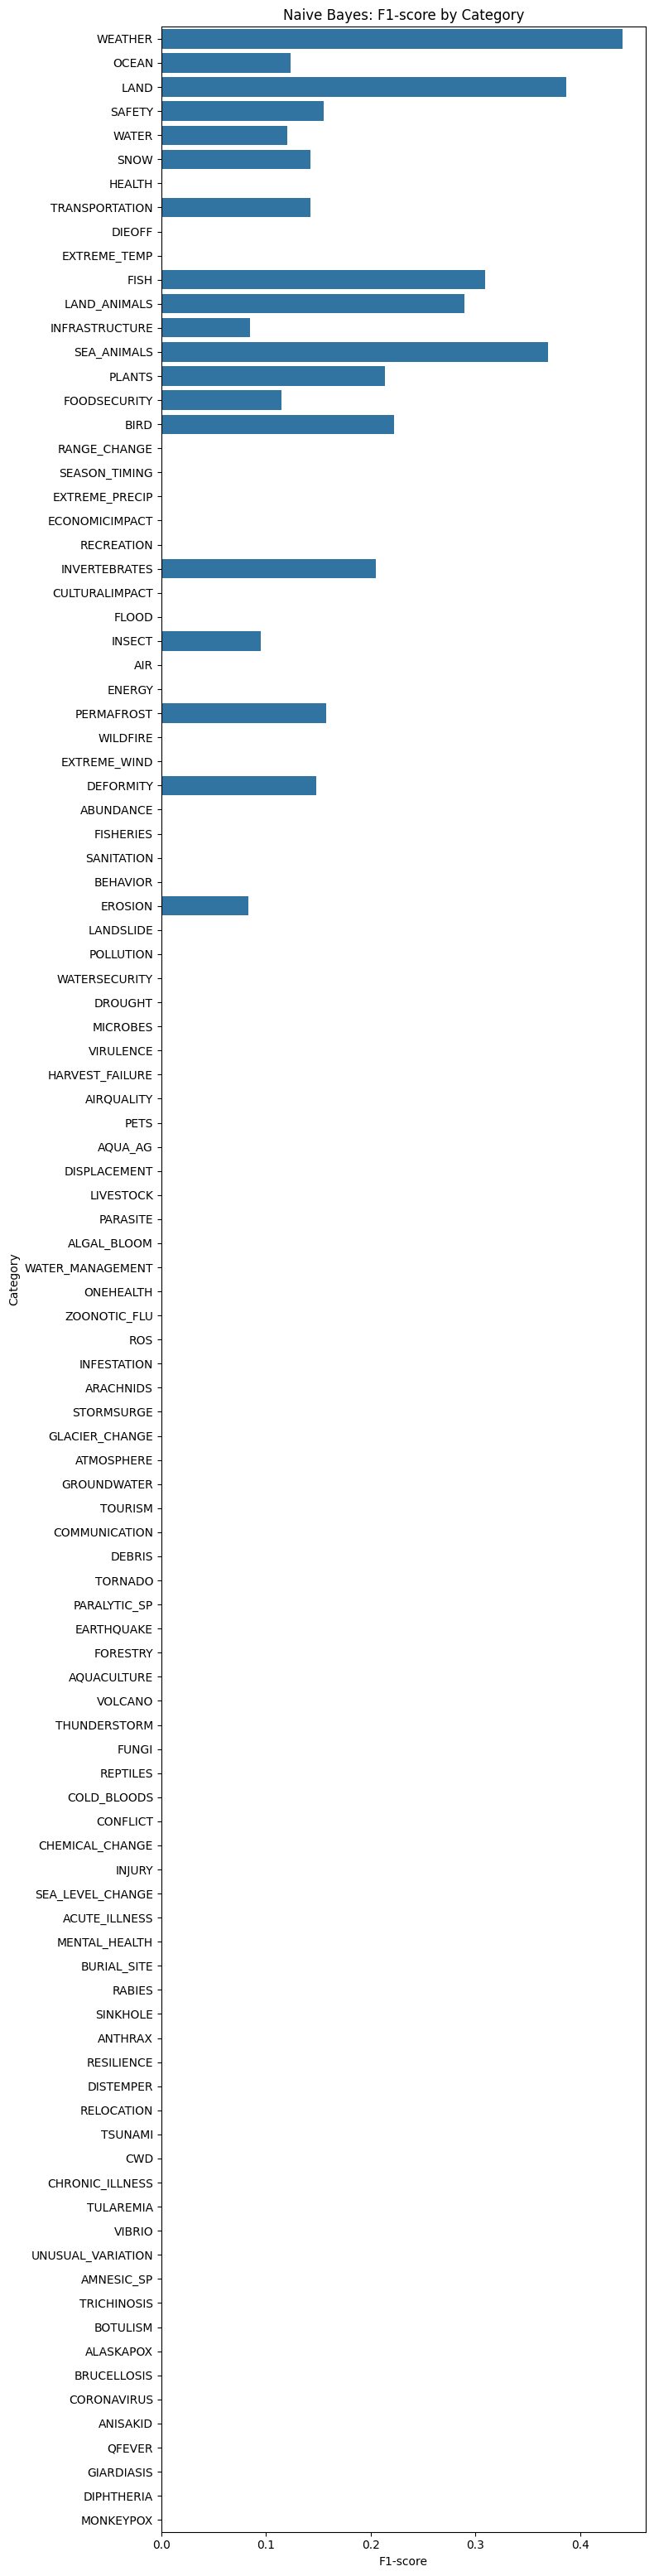 Naive Bayes: F1-score by Category
WEATHER
OCEAN
LAND
SAFETY
WATER
SNOW
HEALTH
TRANSPORTATION
DIEOFF
EXTREME_TEMP
FISH
LAND_ANIMALS
INFRASTRUCTURE
SEA_ANIMALS
PLANTS
FOODSECURITY
BIRD
RANGE_CHANGE
SEASON_TIMING
EXTREME_PRECIP
ECONOMICIMPACT
RECREATION
INVERTEBRATES
CULTURALIMPACT
FLOOD
INSECT
AIR
ENERGY
PERMAFROST
WILDFIRE
EXTREME_WIND
DEFORMITY
ABUNDANCE
FISHERIES
SANITATION
BEHAVIOR
EROSION
LANDSLIDE
POLLUTION
WATERSECURITY
DROUGHT
MICROBES
VIRULENCE
HARVEST_FAILURE
AIRQUALITY
PETS
AQUA_AG
DISPLACEMENT
LIVESTOCK
PARASITE
ALGAL_BLOOM
WATER_MANAGEMENT
ONEHEALTH
ZOONOTIC_FLU
ROS
INFESTATION
ARACHNIDS
STORMSURGE
GLACIER_CHANGE
ATMOSPHERE
GROUNDWATER
TOURISM
COMMUNICATION
DEBRIS
TORNADO
PARALYTIC_SP
EARTHQUAKE
FORESTRY
AQUACULTURE
VOLCANO
THUNDERSTORM
FUNGI
REPTILES
COLD_BLOODS
CONFLICT
CHEMICAL_CHANGE
INJURY
SEA_LEVEL_CHANGE
ACUTE_ILLNESS
MENTAL_HEALTH
BURIAL_SITE
RABIES
SINKHOLE
ANTHRAX
RESILIENCE
DISTEMPER
RELOCATION
TSUNAMI
CWD
CHRONIC_ILLNESS
TULAREMIA
VIBRIO
UNUSUAL_VARIATION
AMNESIC_SP
TRICHINOSIS
BOTULISM
ALASKAPOX
BRUCELLOSIS
CORONAVIRUS
ANISAKID
QFEVER
GIARDIASIS
DIPHTHERIA
MONKEYPOX
Category
0.0 0.1 0.2 0.3 0.4
F1-score